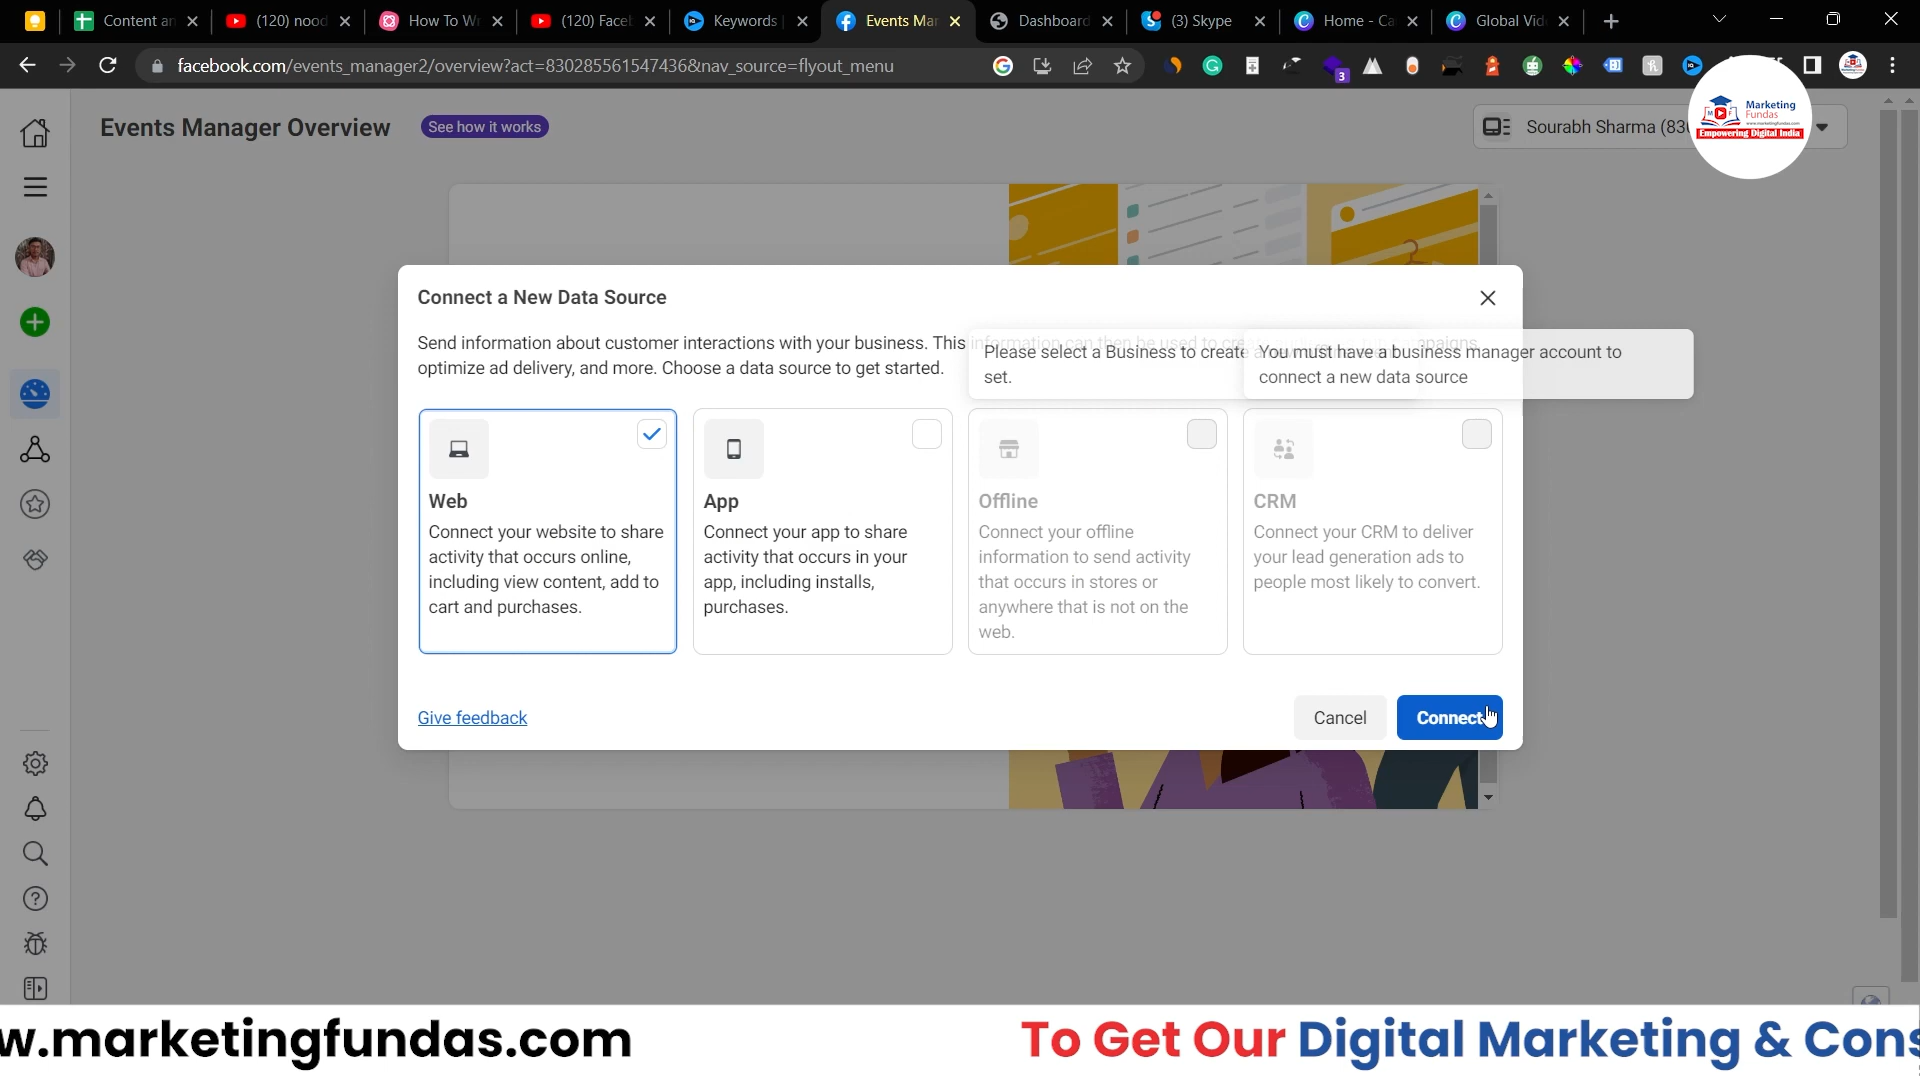 Content an
(120) nood
How To Wr
(120) Faceb
Keywords
Events Man
Dashboard
(3) Skype
Home - Ca
Global Vid
facebook.com/events_manager2/overview?act=830285561547436&nav_source=flyout_menu
3
Events Manager Overview
See how it works
Sourabh Sharma (830
Marketing
Fundas
www.marketingfundas.com
Empowering Digital India
Connect a New Data Source
Send information about customer interactions with your business. This information can then be used to
optimize ad delivery, and more. Choose a data source to get started.
Please select a Business to create
set.
You must have a business manager account to
connect a new data source
Web
Connect your website to share
activity that occurs online,
including view content, add to
cart and purchases.
App
Connect your app to share
activity that occurs in your
app, including installs,
purchases.
Offline
Connect your offline
information to send activity
that occurs in stores or
anywhere that is not on the
web.
CRM
Connect your CRM to deliver
your lead generation ads to
people most likely to convert.
Give feedback
Cancel
Connect
w.marketingfundas.com
To Get Our Digital Marketing & Cons